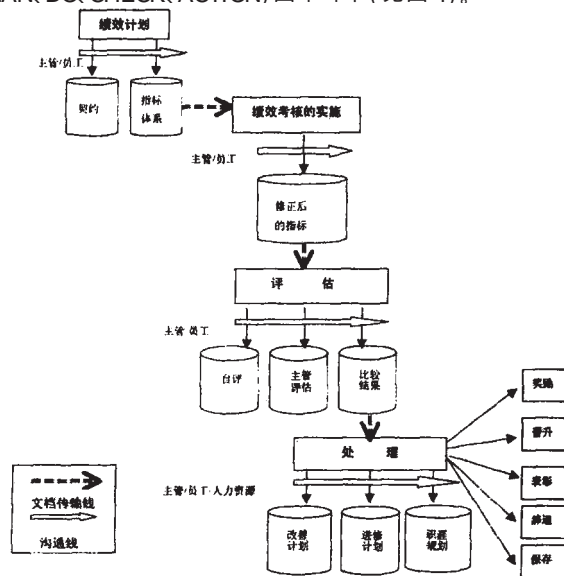 DO、CHECK、ACTION)
绩效计划
主管/员工
契约
指标
体系
绩效考核的实施
主管/员工
修正后
的指标
评 估
主管 员工
自评
主管
评估
比较
结果
处 理
主管/员工 人力资源
改善
计划
进修
计划
职涯
规划
奖励
晋升
表彰
辞退
保存
文档传输线
沟通线